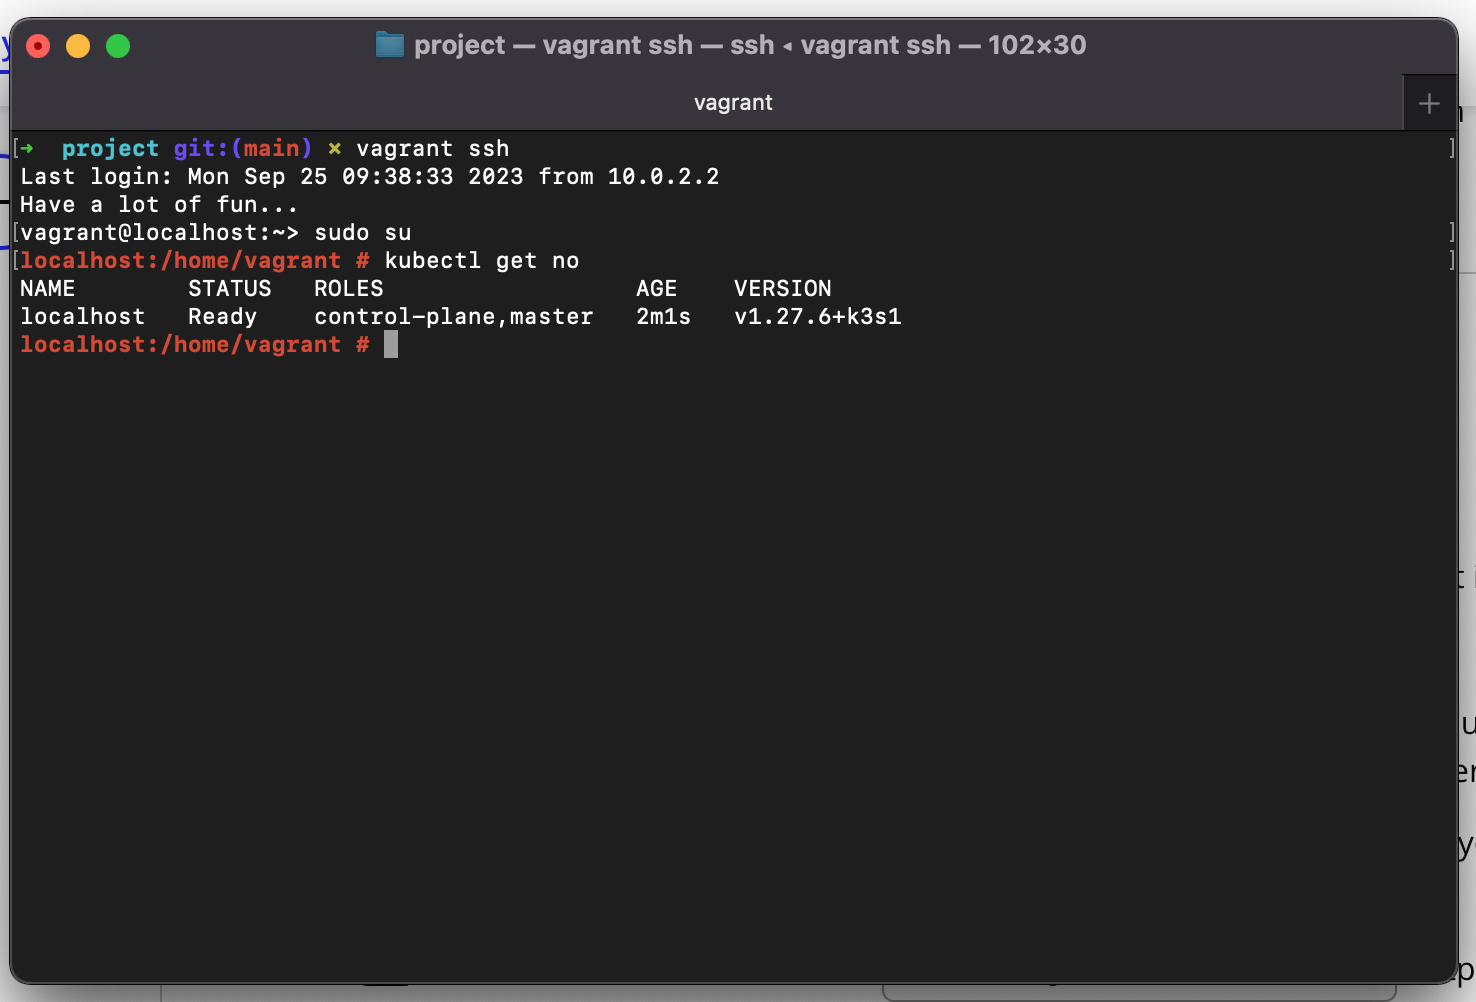 project — vagrant ssh — ssh ◂ vagrant ssh — 102×30
vagrant
+
[➜  project git:(main) ✗ vagrant ssh ]
Last login: Mon Sep 25 09:38:33 2023 from 10.0.2.2
Have a lot of fun...
[vagrant@localhost:~> sudo su ]
[localhost:/home/vagrant # kubectl get no ]
NAME        STATUS   ROLES                  AGE    VERSION
localhost   Ready    control-plane,master   2m1s   v1.27.6+k3s1
localhost:/home/vagrant #